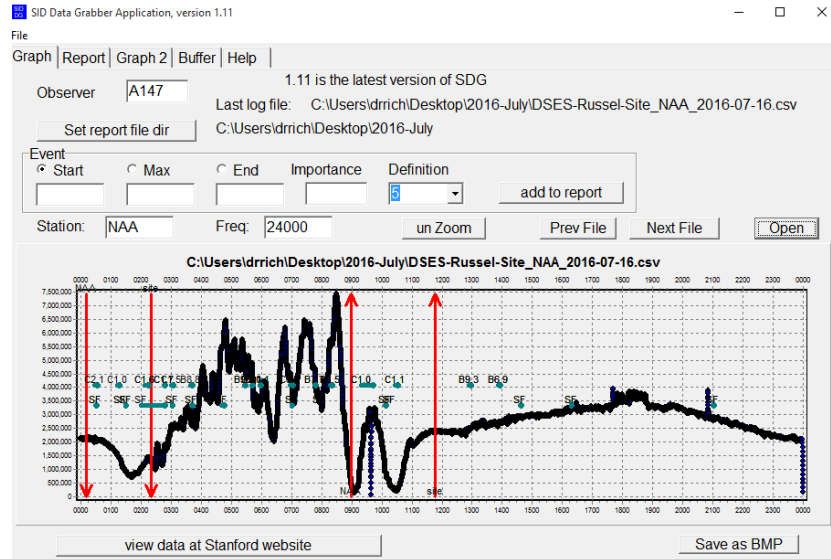 SID DG SID Data Grabber Application, version 1.11
File
Graph Report Graph 2 Buffer Help
1.11 is the latest version of SDG
Observer A147
Last log file: C:\Users\drrich\Desktop\2016-July\DSES-Russel-Site_NAA_2016-07-16.csv
Set report file dir C:\Users\drrich\Desktop\2016-July
Event
Start Max End Importance Definition
5 add to report
Station: NAA Freq: 24000 un Zoom Prev File Next File Open
C:\Users\drrich\Desktop\2016-July\DSES-Russel-Site_NAA_2016-07-16.csv
0000 0100 0200 0300 0400 0500 0600 0700 0800 0900 1000 1100 1200 1300 1400 1500 1600 1700 1800 1900 2000 2100 2200 2300 0000
NAA site
7,500,000
7,000,000
6,500,000
6,000,000
5,500,000
5,000,000
4,500,000
C2.1 C1.0 C1.0 C1.1 B9.3 B6.9
4,000,000
SF SF SF SF SF SF SF SF SF
3,500,000
3,000,000
2,500,000
2,000,000
1,500,000
1,000,000
500,000
0
NAA site
0000 0100 0200 0300 0400 0500 0600 0700 0800 0900 1000 1100 1200 1300 1400 1500 1600 1700 1800 1900 2000 2100 2200 2300 0000
view data at Stanford website Save as BMP